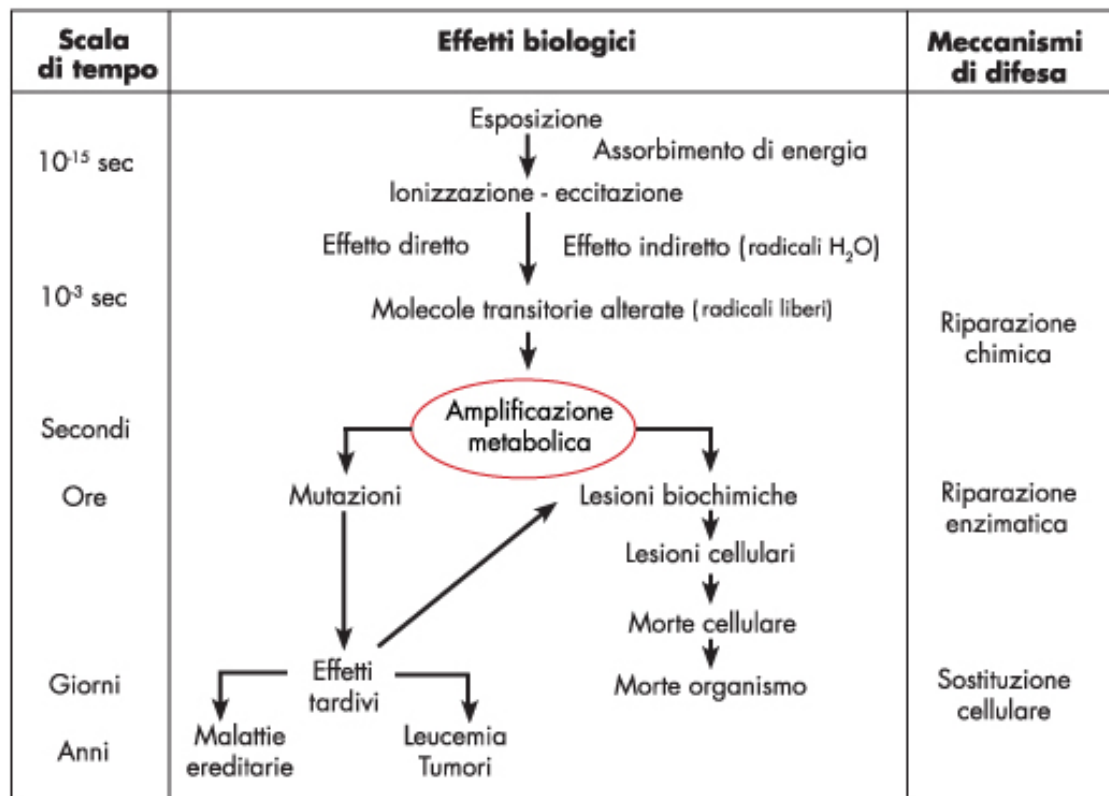 Scala
di tempo
Effetti biologici
Meccanismi
di difesa
Esposizione
10⁻¹⁵ sec
Assorbimento di energia
Ionizzazione - eccitazione
Effetto diretto
Effetto indiretto (radicali H₂O)
10⁻³ sec
Molecole transitorie alterate (radicali liberi)
Riparazione
chimica
Amplificazione
metabolica
Secondi
Ore
Mutazioni
Lesioni biochimiche
Riparazione
enzimatica
Lesioni cellulari
Morte cellulare
Giorni
Effetti
tardivi
Morte organismo
Sostituzione
cellulare
Anni
Malattie
ereditarie
Leucemia
Tumori